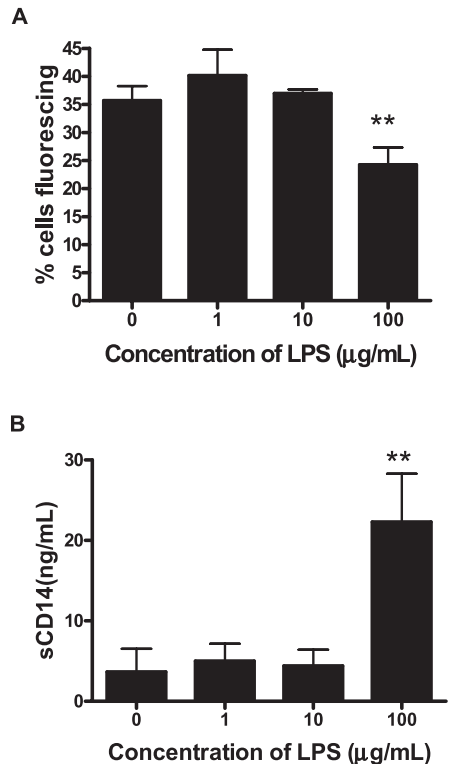 A
45
40
35
30
25
20
15
10
5
0
% cells fluorescing
**
0 1 10 100
Concentration of LPS (μg/mL)
B
30
20
10
0
sCD14(ng/mL)
**
0 1 10 100
Concentration of LPS (μg/mL)